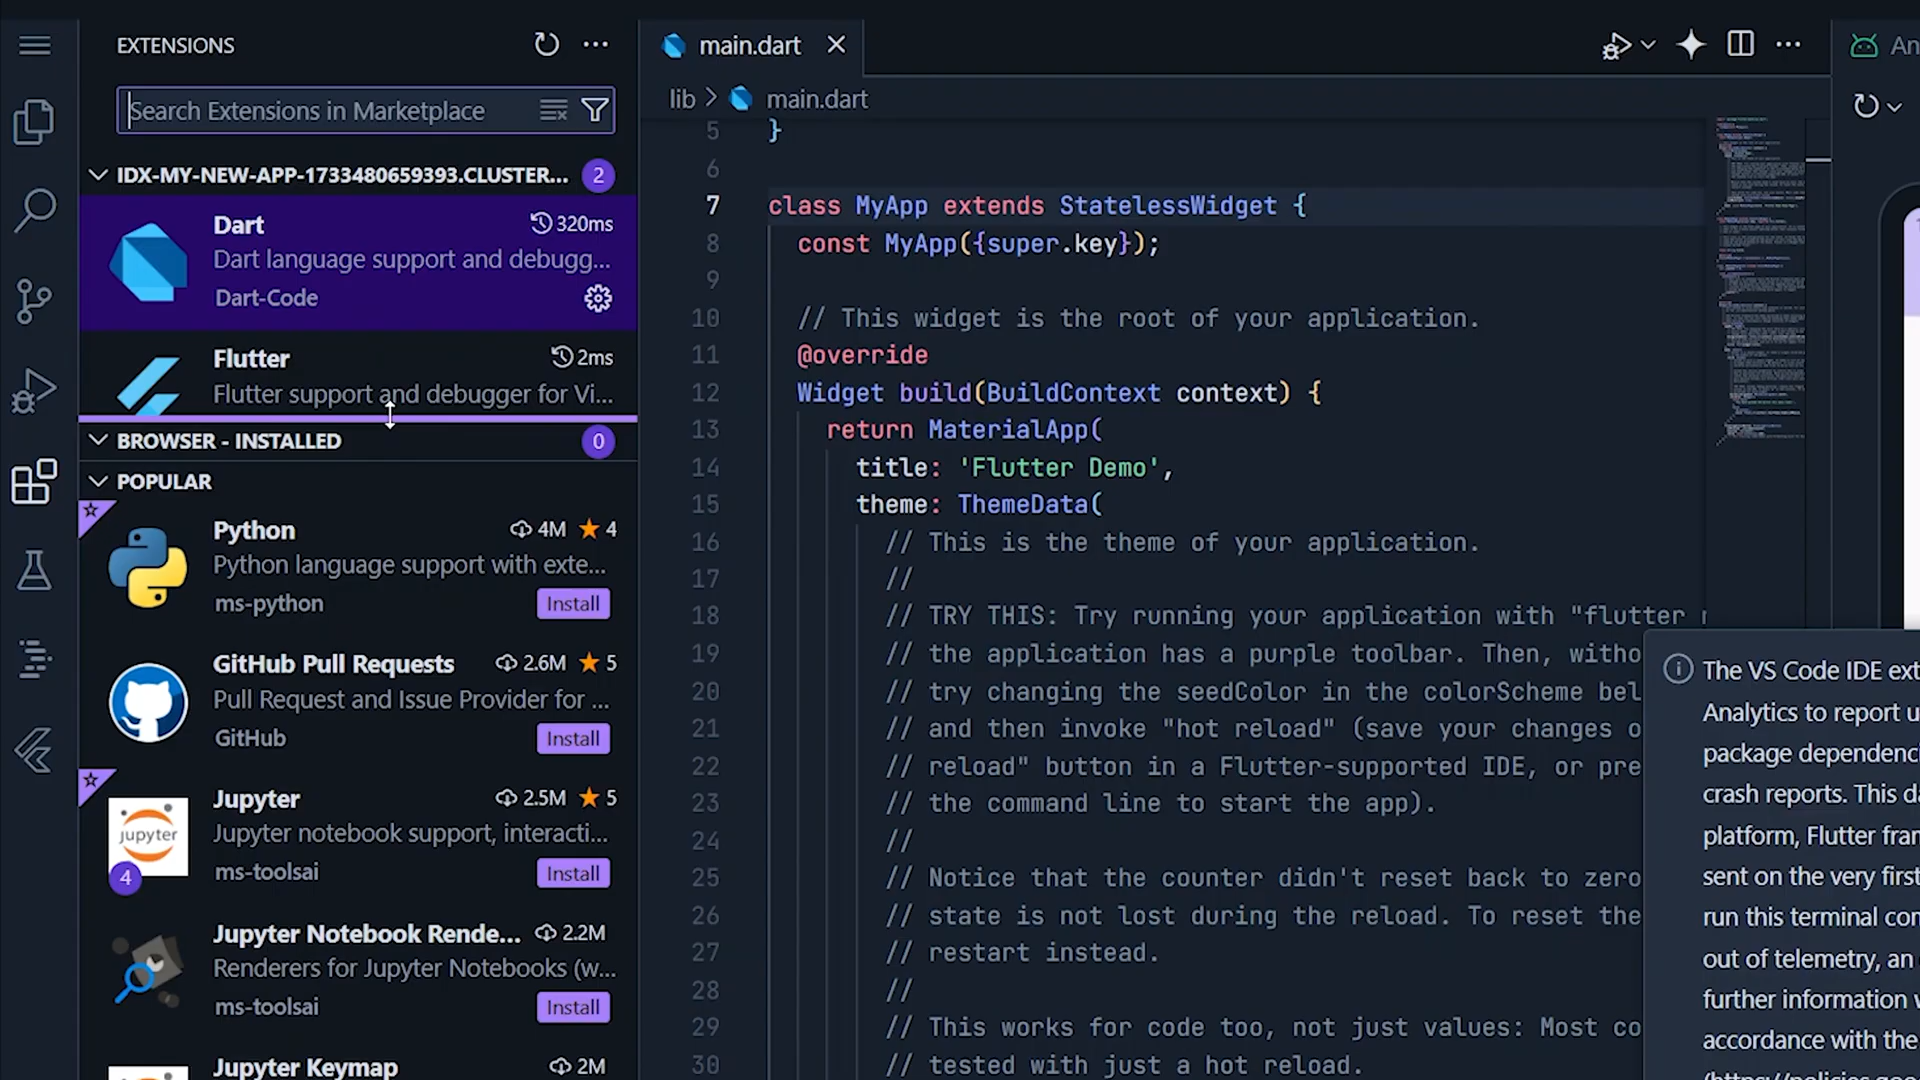 EXTENSIONS
Search Extensions in Marketplace
IDX-MY-NEW-APP-1733480659393.CLUSTER... 2
Dart 320ms
Dart language support and debugg...
Dart-Code
Flutter 2ms
Flutter support and debugger for Vi...
BROWSER - INSTALLED 0
POPULAR
Python 4M 4
Python language support with exte...
ms-python Install
GitHub Pull Requests 2.6M 5
Pull Request and Issue Provider for ...
GitHub Install
Jupyter 2.5M 5
Jupyter notebook support, interacti...
jupyter
ms-toolsai Install
4
Jupyter Notebook Rende... 2.2M
Renderers for Jupyter Notebooks (w...
ms-toolsai Install
Jupyter Keymap 2M
main.dart
lib > main.dart
5 }
6
7 class MyApp extends StatelessWidget {
8 const MyApp({super.key});
9
10 // This widget is the root of your application.
11 @override
12 Widget build(BuildContext context) {
13 return MaterialApp(
14 title: 'Flutter Demo',
15 theme: ThemeData(
16 // This is the theme of your application.
17 //
18 // TRY THIS: Try running your application with "flutter
19 // the application has a purple toolbar. Then, witho
20 // try changing the seedColor in the colorScheme bel
21 // and then invoke "hot reload" (save your changes o
22 // reload" button in a Flutter-supported IDE, or pre
23 // the command line to start the app).
24 //
25 // Notice that the counter didn't reset back to zero
26 // state is not lost during the reload. To reset the
27 // restart instead.
28 //
29 // This works for code too, not just values: Most co
30 // tested with just a hot reload.
An
The VS Code IDE ext
Analytics to report u
package dependenci
crash reports. This da
platform, Flutter fran
sent on the very first
run this terminal con
out of telemetry, an
further information
accordance with the